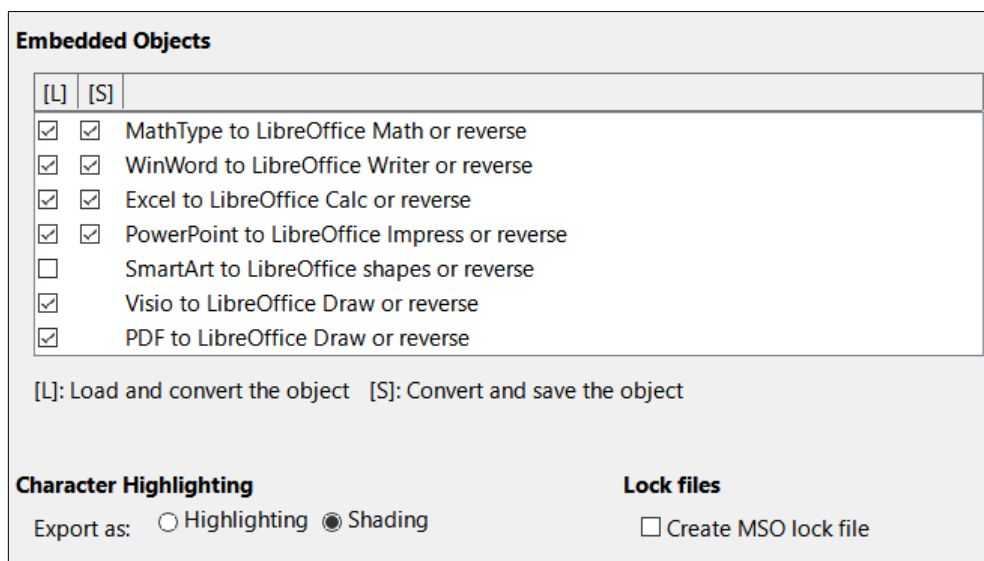 Embedded Objects
[L] [S]
MathType to LibreOffice Math or reverse
WinWord to LibreOffice Writer or reverse
Excel to LibreOffice Calc or reverse
PowerPoint to LibreOffice Impress or reverse
SmartArt to LibreOffice shapes or reverse
Visio to LibreOffice Draw or reverse
PDF to LibreOffice Draw or reverse
[L]: Load and convert the object [S]: Convert and save the object
Character Highlighting Lock files
Export as: Highlighting Shading Create MSO lock file